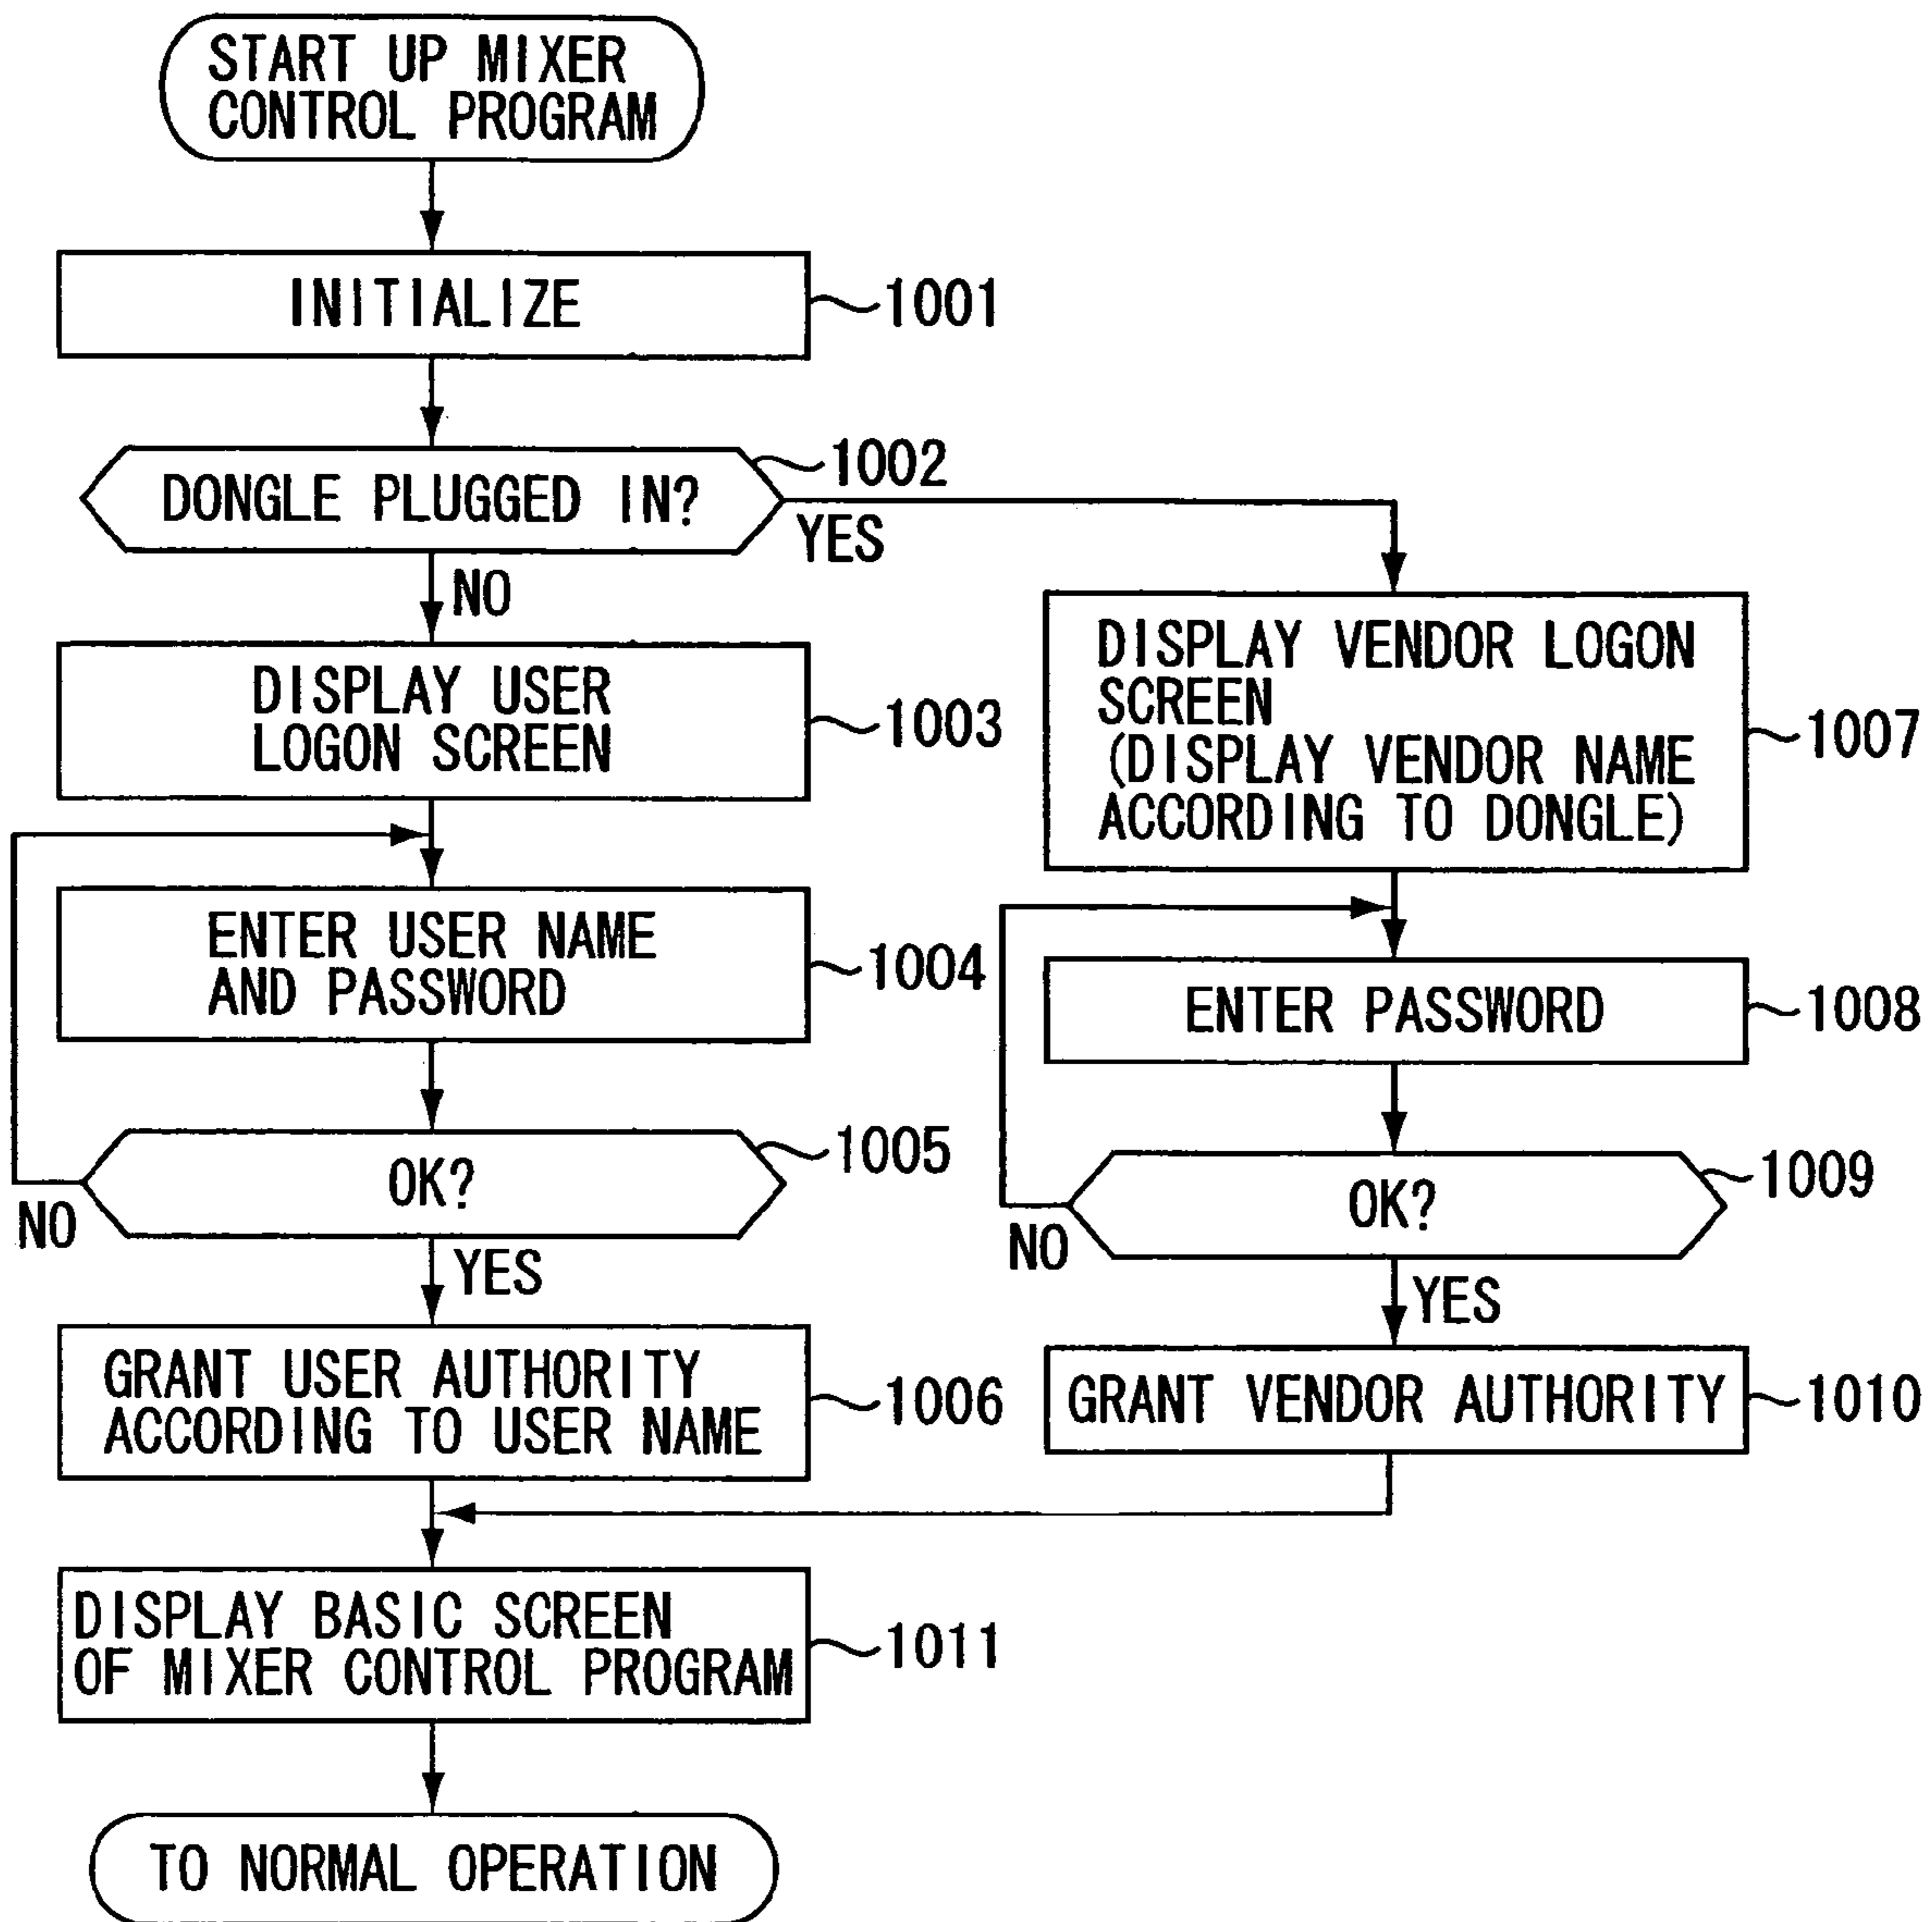 START UP MIXER
CONTROL PROGRAM
INITIALIZE
1001
DONGLE PLUGGED IN?
1002
YES
NO
DISPLAY USER
LOGON SCREEN
1003
ENTER USER NAME
AND PASSWORD
1004
OK?
1005
NO
YES
GRANT USER AUTHORITY
ACCORDING TO USER NAME
1006
DISPLAY VENDOR LOGON
SCREEN
(DISPLAY VENDOR NAME
ACCORDING TO DONGLE)
1007
ENTER PASSWORD
1008
OK?
1009
NO
YES
GRANT VENDOR AUTHORITY
1010
DISPLAY BASIC SCREEN
OF MIXER CONTROL PROGRAM
1011
TO NORMAL OPERATION